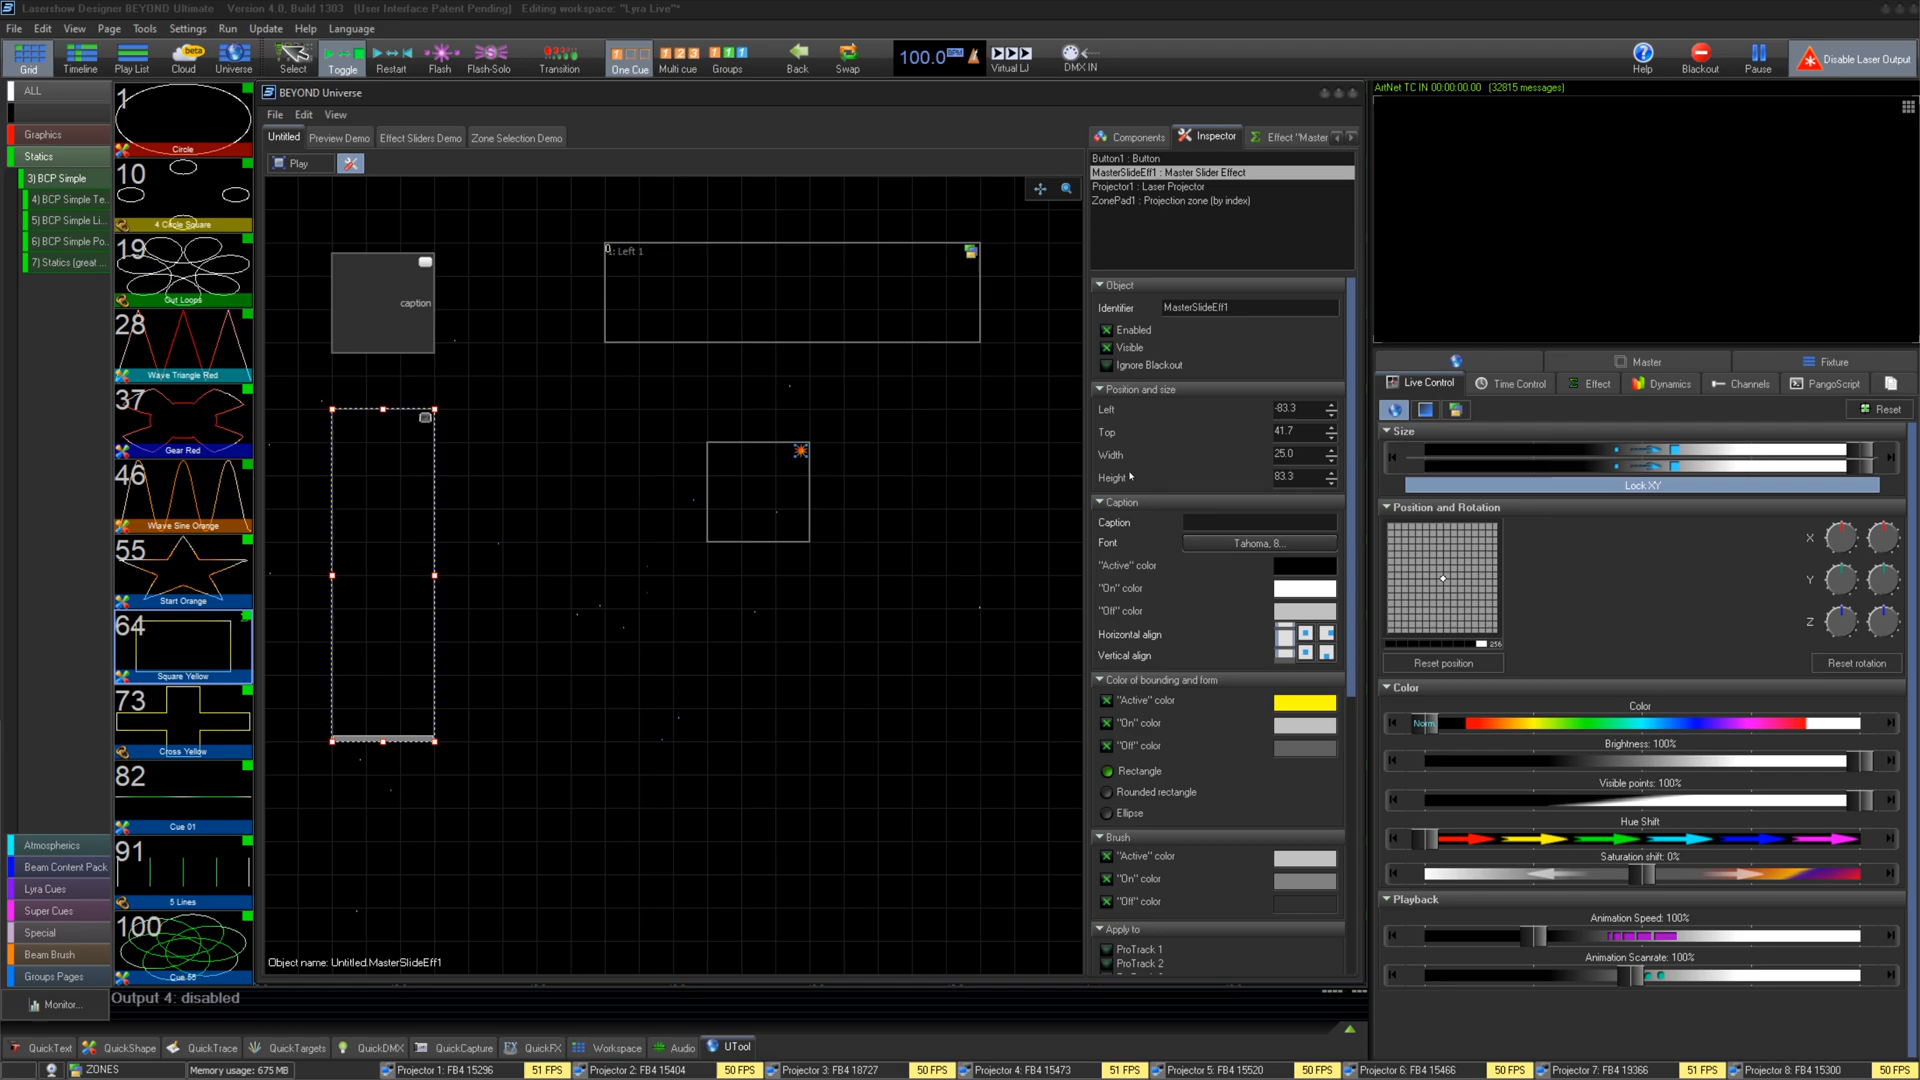 Lasershow Designer BEYOND Ultimate Version 4.0, Build 1303 (User Interface Patent Pending) Editing workspace: "Lyra Live"*
File Edit View Page Tools Settings Run Update Help Language
Grid Timeline Play List Cloud beta Universe Select Toggle Restart Flash Flash-Solo Transition One Cue Multi cue Groups Back Swap 100.0 BPM Virtual LJ DMX IN Help Blackout Pause Disable Laser Output
ALL
Graphics
Statics
3) BCP Simple
4) BCP Simple Te..
5) BCP Simple Li...
6) BCP Simple Po..
7) Statics (great ...
Atmospherics
Beam Content Pack
Lyra Cues
Super Cues
Special
Beam Brush
Groups Pages
Monitor...
1
Circle
10
4 Circle Square
19
Out Loops
28
Wave Triangle Red
37
Gear Red
46
Wave Sine Orange
55
Start Orange
64
Square Yellow
73
Cross Yellow
82
Cue 01
91
5 Lines
100
Cue 56
BEYOND Universe
File Edit View
Untitled Preview Demo Effect Sliders Demo Zone Selection Demo
Play
caption
1: Left 1
Object name: Untitled.MasterSlideEff1
Components Inspector Effect "Master
Button1 : Button
MasterSlideEff1 : Master Slider Effect
Projector1 : Laser Projector
ZonePad1 : Projection zone (by index)
Object
Identifier MasterSlideEff1
Enabled
Visible
Ignore Blackout
Position and size
Left -83.3
Top 41.7
Width 25.0
Height 83.3
Caption
Caption
Font Tahoma, 8...
"Active" color
"On" color
"Off" color
Horizontal align
Vertical align
Color of bounding and form
"Active" color
"On" color
"Off" color
Rectangle
Rounded rectangle
Ellipse
Brush
"Active" color
"On" color
"Off" color
Apply to
ProTrack 1
ProTrack 2
ArtNet TC IN 00:00:00.00 (32815 messages)
Master Fixture
Live Control Time Control Effect Dynamics Channels PangoScript
Reset
Size
Lock XY
Position and Rotation
X
Y
Z
256
Reset position Reset rotation
Color
Color
Norm.
Brightness: 100%
Visible points: 100%
Hue Shift
Saturation shift: 0%
Playback
Animation Speed: 100%
Animation Scanrate: 100%
Output 4: disabled
QuickText QuickShape QuickTrace QuickTargets QuickDMX QuickCapture QuickFX Workspace Audio UTool
ZONES Memory usage: 675 MB Projector 1: FB4 15296 51 FPS Projector 2: FB4 15404 50 FPS Projector 3: FB4 18727 50 FPS Projector 4: FB4 15473 51 FPS Projector 5: FB4 15520 50 FPS Projector 6: FB4 15466 50 FPS Projector 7: FB4 19366 51 FPS Projector 8: FB4 15300 50 FPS